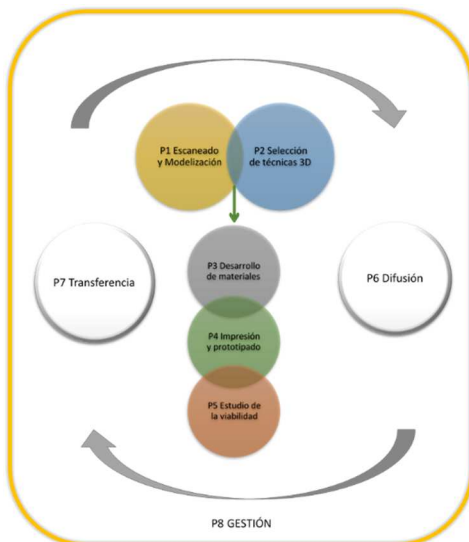 P1 Escaneado
y Modelización
P2 Selección
de técnicas 3D
P3 Desarrollo
de materiales
P7 Transferencia
P6 Difusión
P4 Impresión
y prototipado
P5 Estudio de
la viabilidad
P8 GESTIÓN